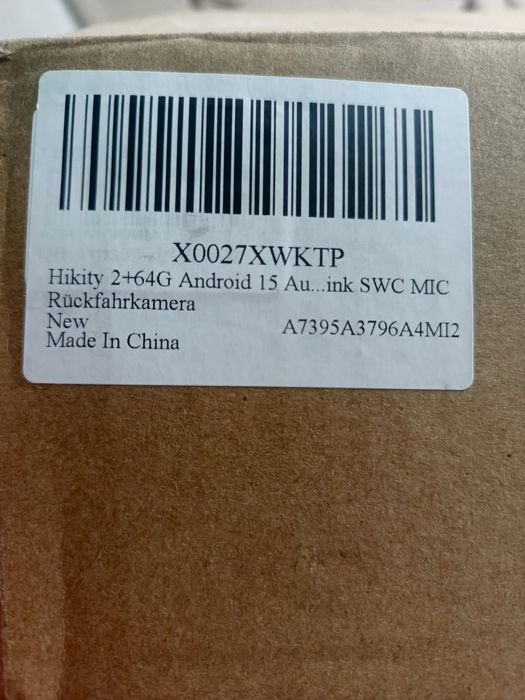 X0027XWKTP
Hikity 2+64G Android 15 Au...ink SWC MIC
Rückfahrkamera
New A7395A3796A4MI2
Made In China